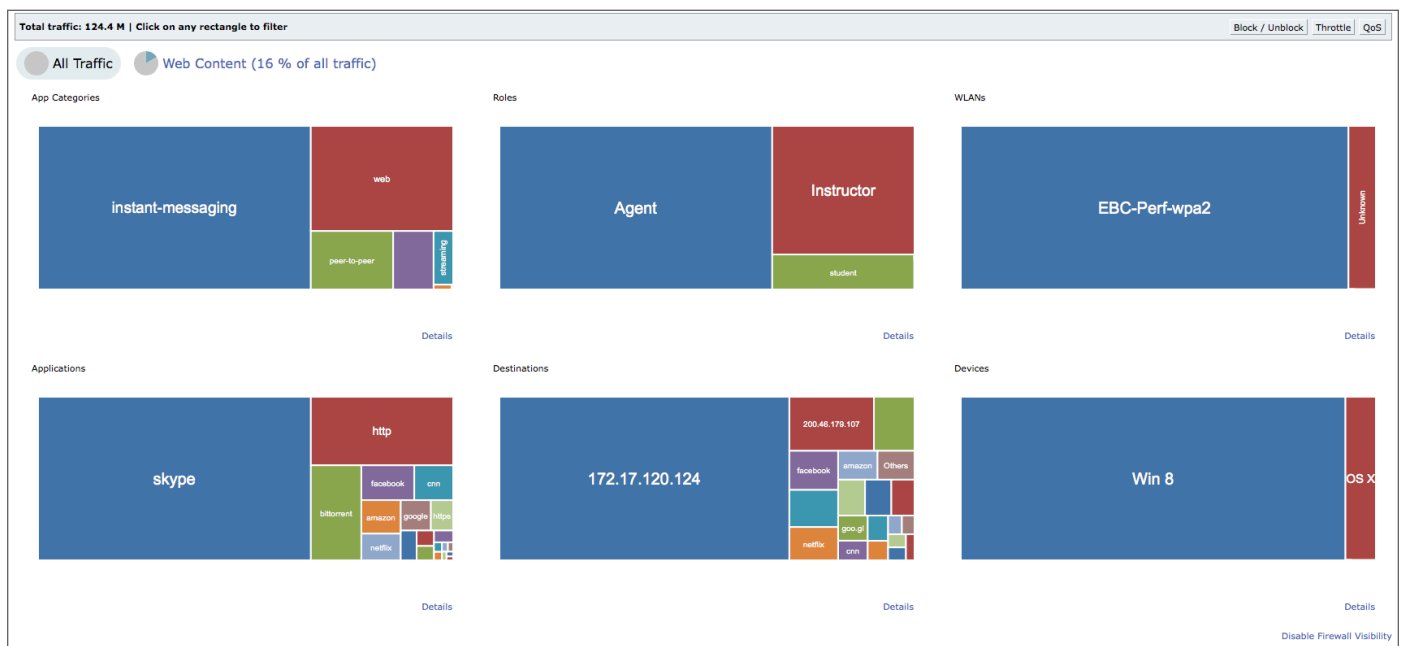 Total traffic: 124.4 M | Click on any rectangle to filter
Block / Unblock
Throttle
QoS
All Traffic
Web Content (16 % of all traffic)
App Categories
instant-messaging
web
peer-to-peer
streaming
Details
Roles
Agent
Instructor
student
Details
WLANs
EBC-Perf-wpa2
Unknown
Details
Applications
skype
http
bittorrent
facebook
cnn
amazon
google
https
netflix
Details
Destinations
172.17.120.124
200.46.179.107
facebook
amazon
Others
goo.gl
netflix
cnn
Details
Devices
Win 8
OS X
Details
Disable Firewall Visibility